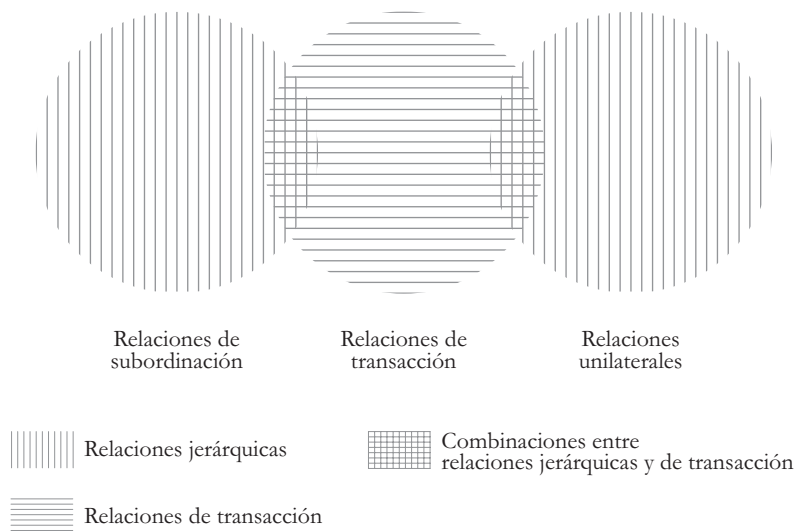 Relaciones de
subordinación
Relaciones de
transacción
Relaciones
unilaterales
Relaciones jerárquicas
Combinaciones entre
relaciones jerárquicas y de transacción
Relaciones de transacción